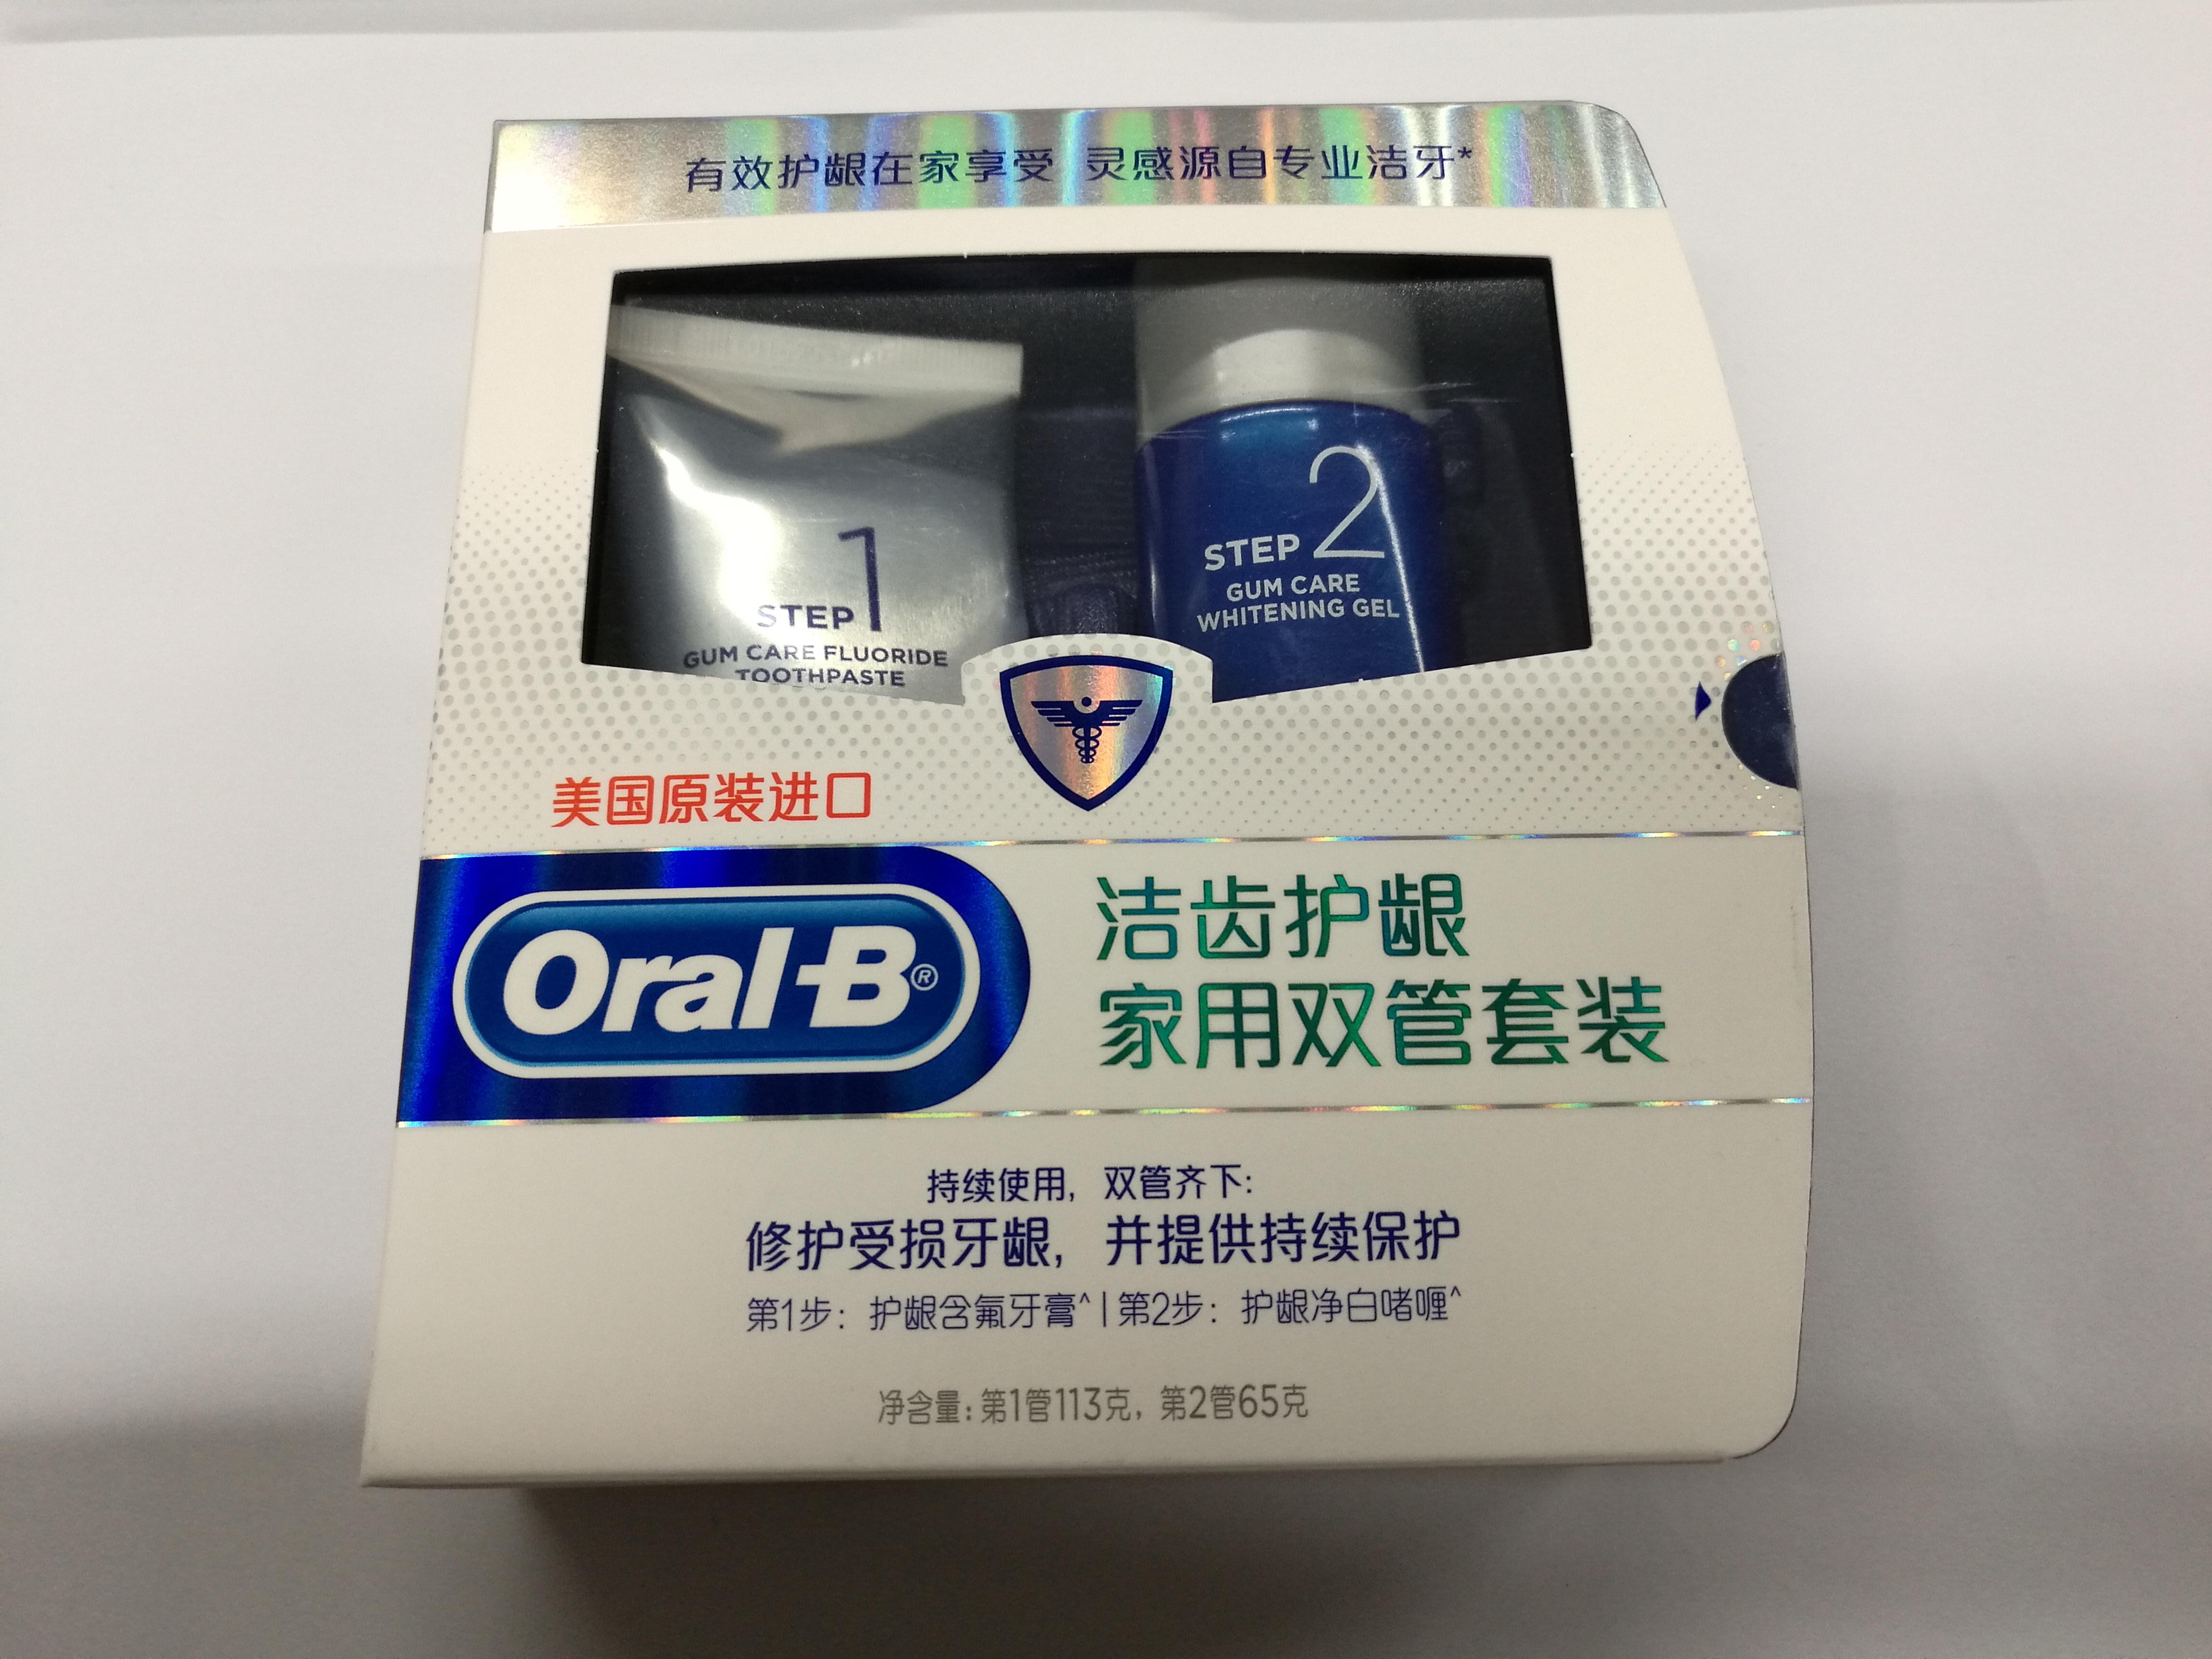 有效护龈在家享受 灵感源自专业洁牙*
STEP 1
GUM CARE FLUORIDE
TOOTHPASTE
STEP 2
GUM CARE
WHITENING GEL
美国原装进口
Oral-B®
洁齿护龈
家用双管套装
持续使用，双管齐下：
修护受损牙龈，并提供持续保护
第1步：护龈含氟牙膏^|第2步：护龈净白啫喱^
净含量：第1管113克，第2管65克